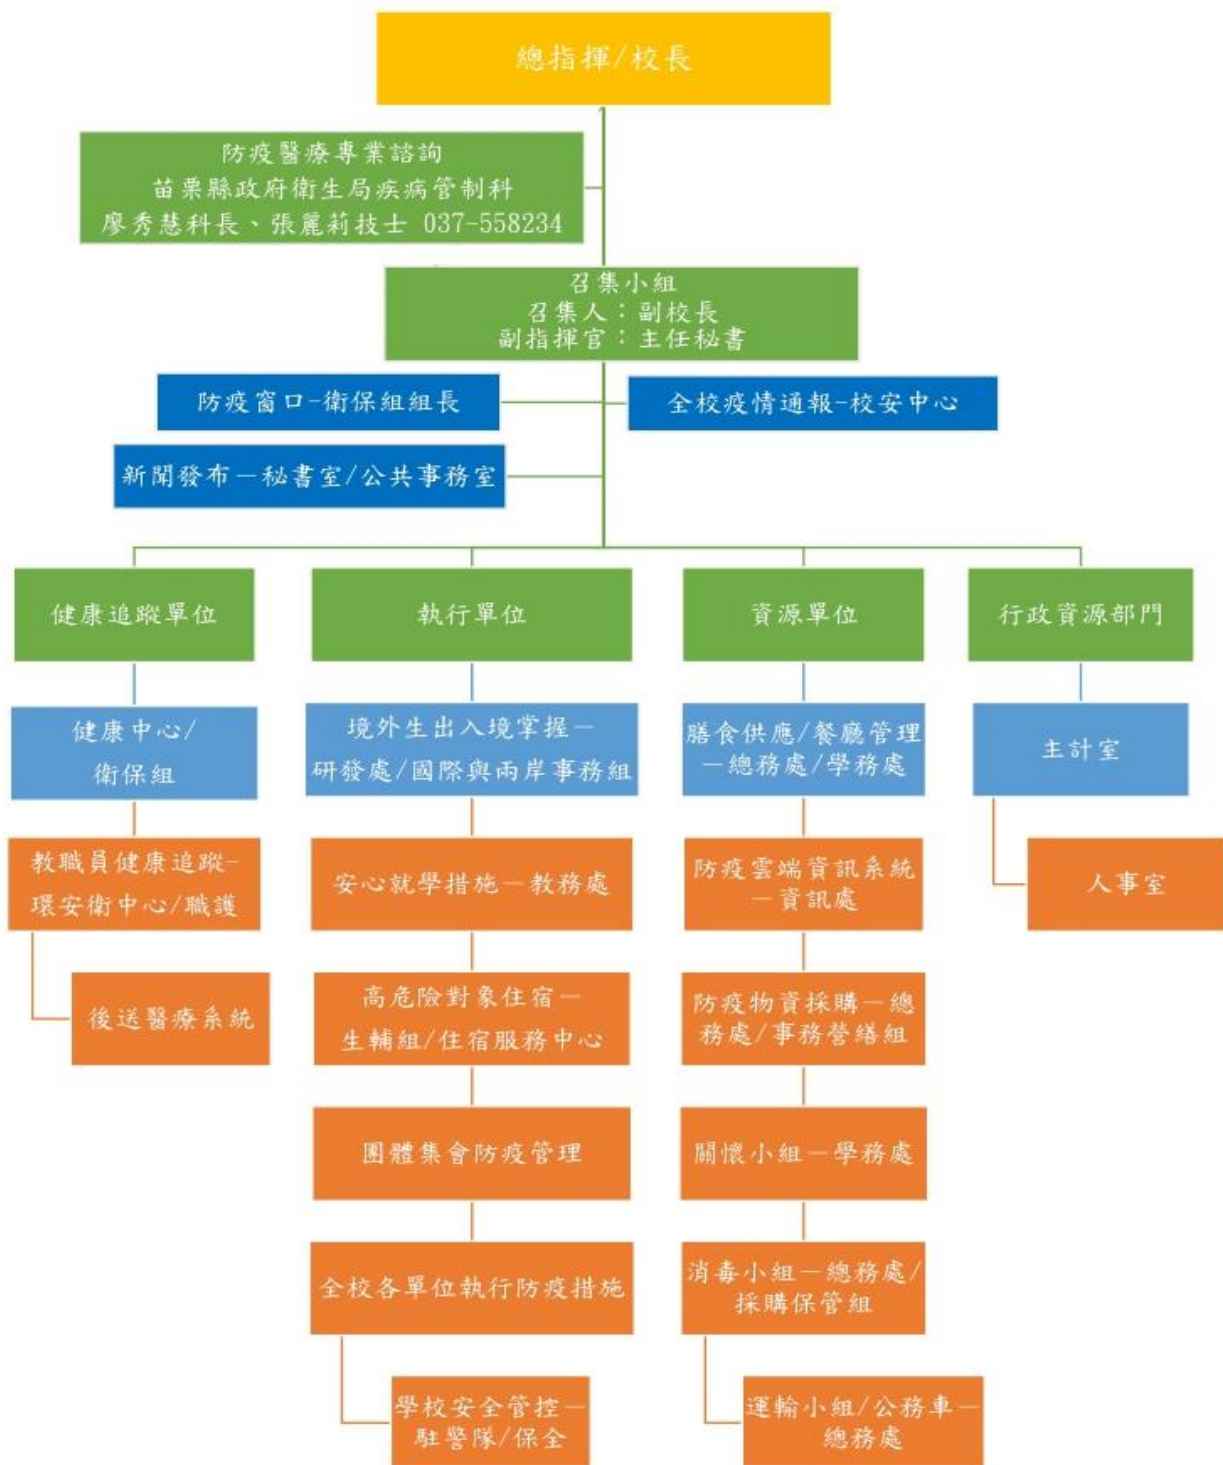 總指揮/校長
防疫醫療專業諮詢
苗栗縣政府衛生局疾病管制科
廖秀慧科長、張麗莉技士 037-558234
召集小組
召集人：副校長
副指揮官：主任秘書
防疫窗口-衛保組組長
全校疫情通報-校安中心
新聞發布－秘書室/公共事務室
健康追蹤單位
執行單位
資源單位
行政資源部門
健康中心/
衛保組
境外生出入境掌握－
研發處/國際與兩岸事務組
膳食供應/餐廳管理
－總務處/學務處
主計室
教職員健康追蹤-
環安衛中心/職護
安心就學措施－教務處
防疫雲端資訊系統
－資訊處
人事室
後送醫療系統
高危險對象住宿－
生輔組/住宿服務中心
防疫物資採購－總
務處/事務營繕組
團體集會防疫管理
關懷小組－學務處
全校各單位執行防疫措施
消毒小組－總務處/
採購保管組
學校安全管控－
駐警隊/保全
運輸小組/公務車－
總務處